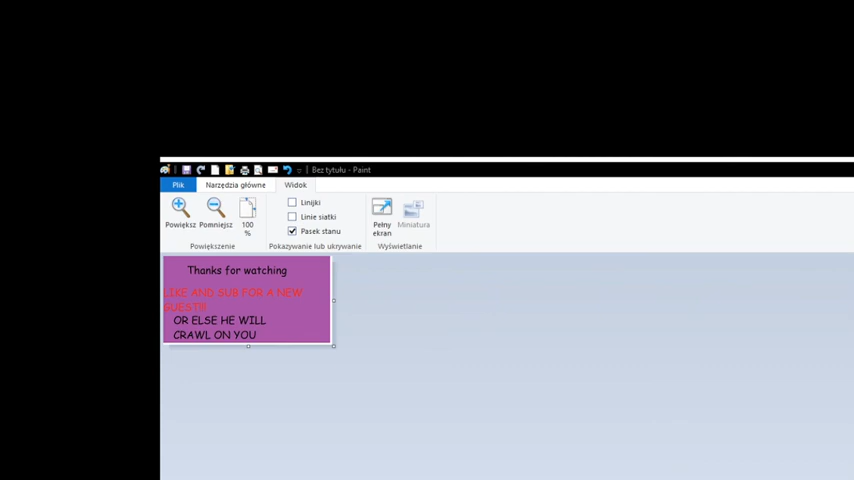 Bez tytułu - Paint
Plik Narzędzia główne Widok
Powiększ Pomniejsz 100 %
Linijki
Linie siatki
Pasek stanu
Pełny ekran Miniatura
Powiększenie Pokazywanie lub ukrywanie Wyświetlanie
Thanks for watching
LIKE AND SUB FOR A NEW
GUEST!!!
OR ELSE HE WILL
CRAWL ON YOU